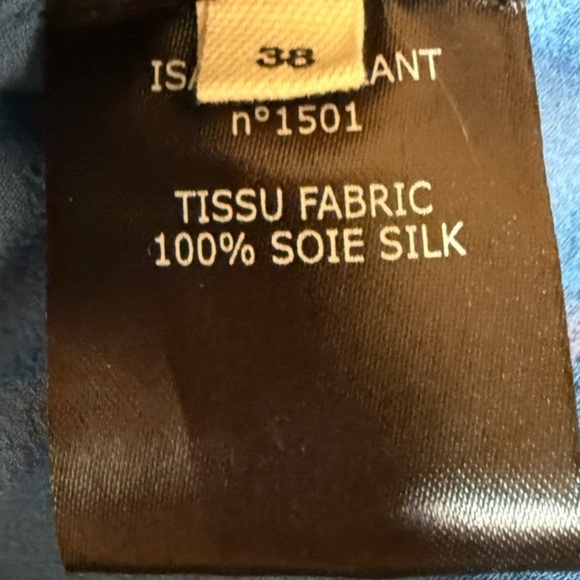 38
n°1501
TISSU FABRIC
100% SOIE SILK